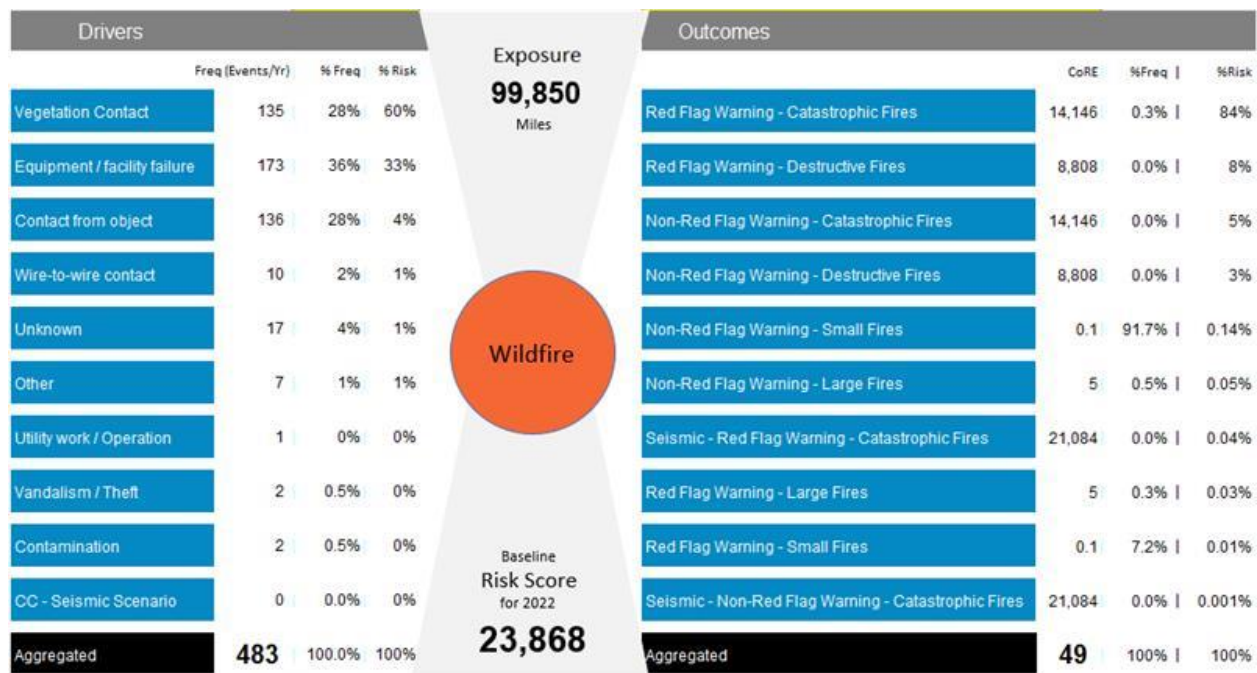 Drivers
Freq (Events/Yr) % Freq % Risk
Vegetation Contact 135 28% 60%
Equipment / facility failure 173 36% 33%
Contact from object 136 28% 4%
Wire-to-wire contact 10 2% 1%
Unknown 17 4% 1%
Other 7 1% 1%
Utility work / Operation 1 0% 0%
Vandalism / Theft 2 0.5% 0%
Contamination 2 0.5% 0%
CC - Seismic Scenario 0 0.0% 0%
Aggregated 483 100.0% 100%
Exposure
99,850
Miles
Wildfire
Baseline
Risk Score
for 2022
23,868
Outcomes
CoRE %Freq | %Risk
Red Flag Warning - Catastrophic Fires 14,146 0.3% | 84%
Red Flag Warning - Destructive Fires 8,808 0.0% | 8%
Non-Red Flag Warning - Catastrophic Fires 14,146 0.0% | 5%
Non-Red Flag Warning - Destructive Fires 8,808 0.0% | 3%
Non-Red Flag Warning - Small Fires 0.1 91.7% | 0.14%
Non-Red Flag Warning - Large Fires 5 0.5% | 0.05%
Seismic - Red Flag Warning - Catastrophic Fires 21,084 0.0% | 0.04%
Red Flag Warning - Large Fires 5 0.3% | 0.03%
Red Flag Warning - Small Fires 0.1 7.2% | 0.01%
Seismic - Non-Red Flag Warning - Catastrophic Fires 21,084 0.0% | 0.001%
Aggregated 49 100% | 100%